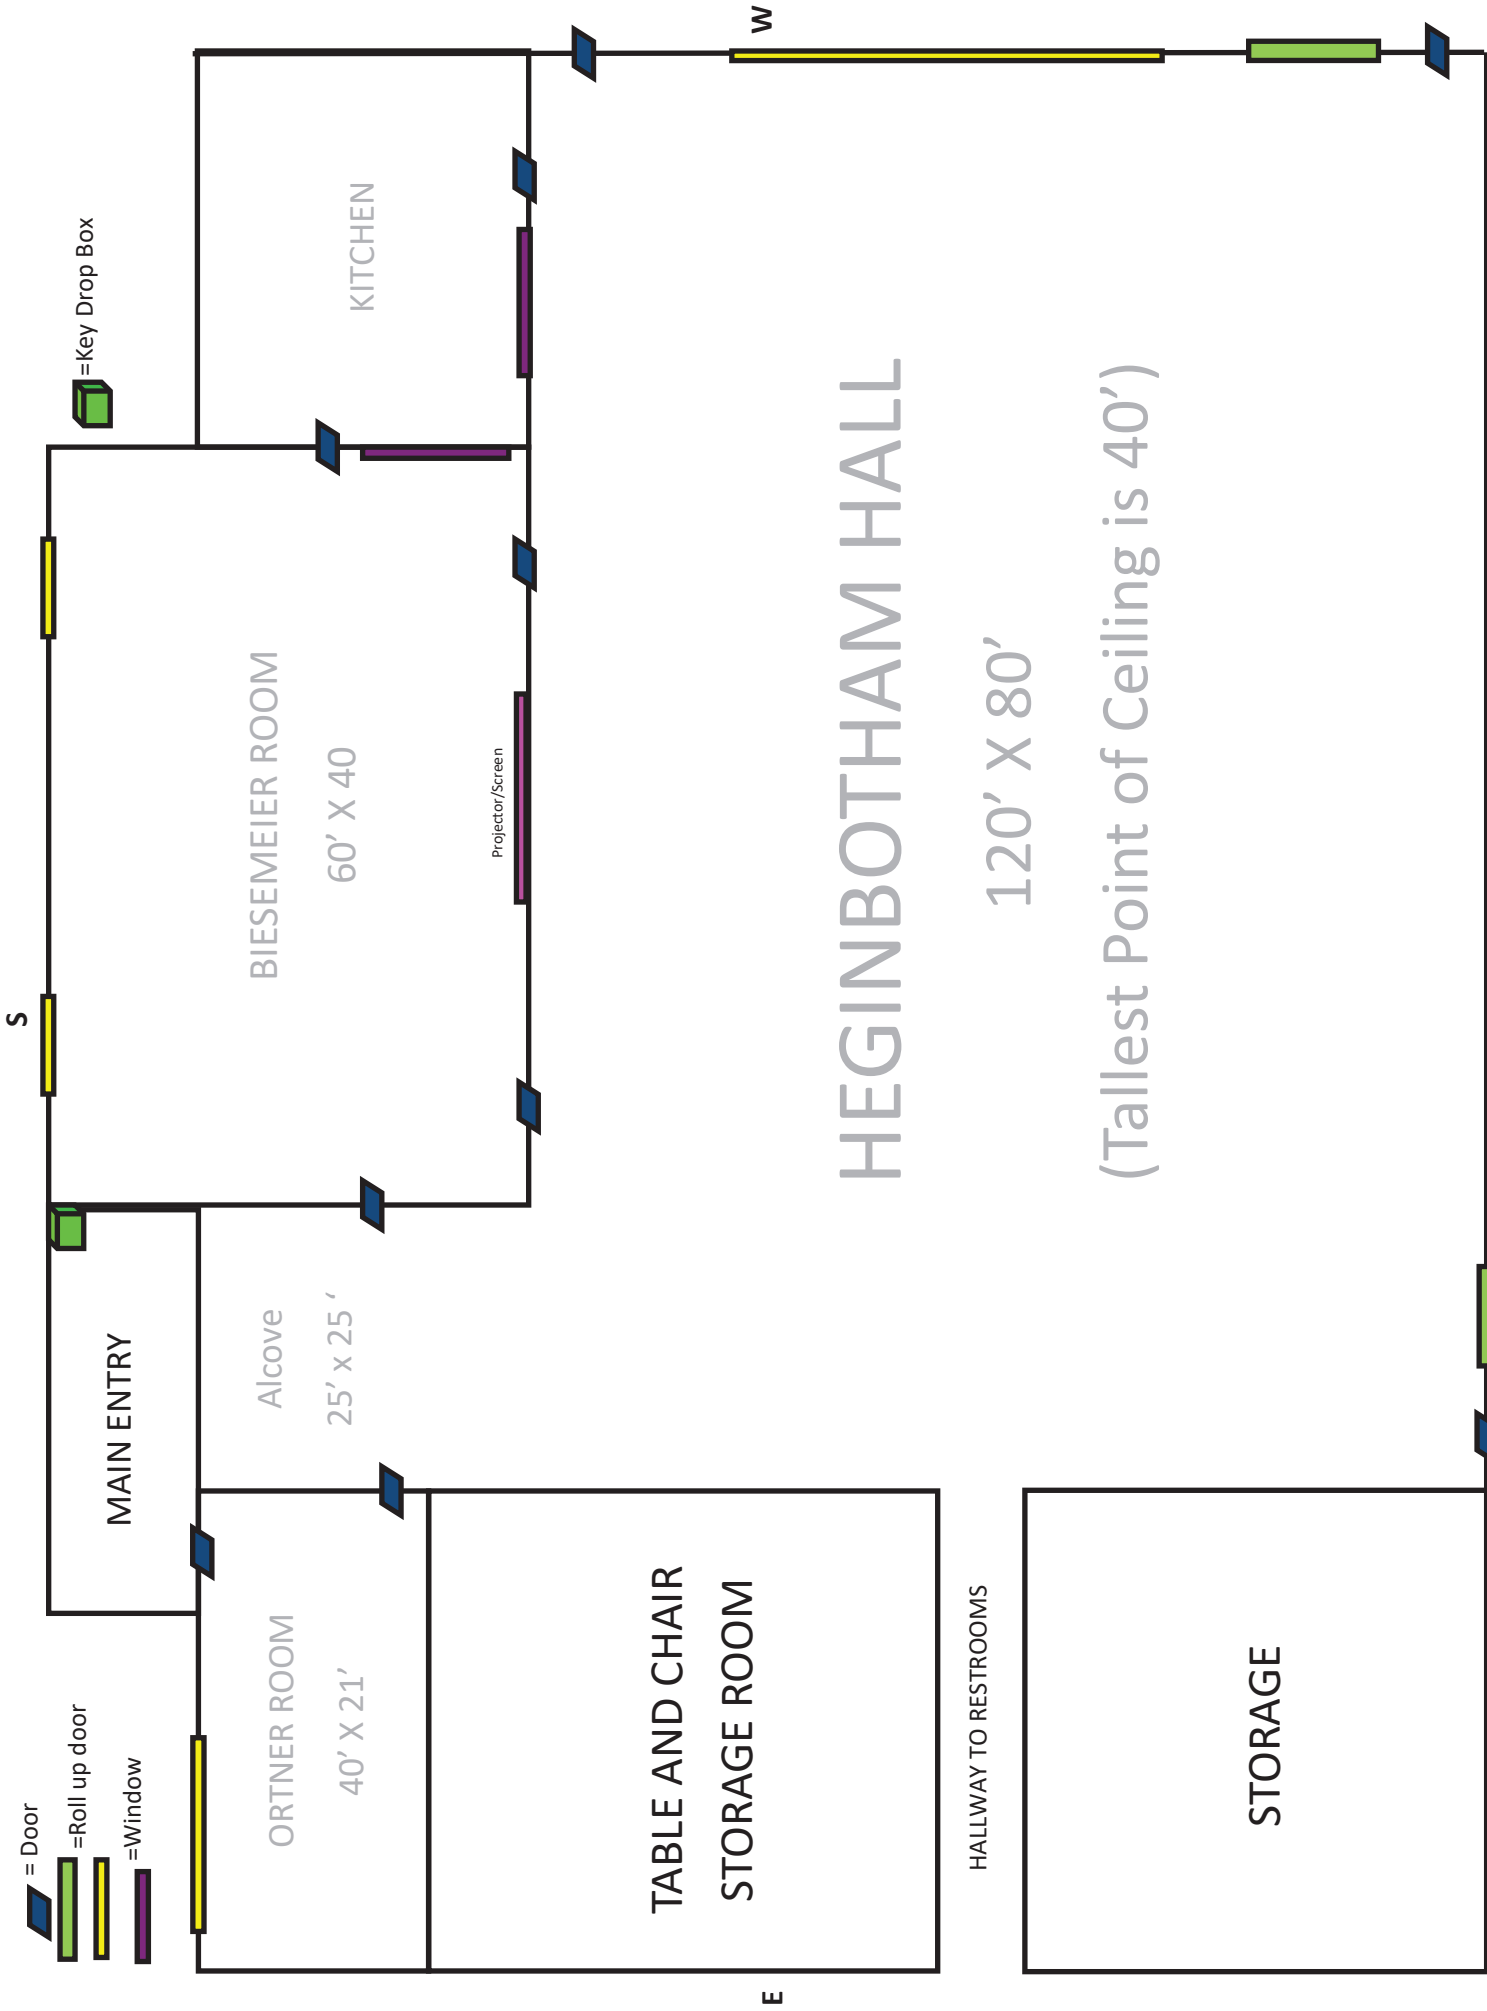 = Door
=Roll up door
=Window
=Key Drop Box
S
MAIN ENTRY
BIESEMEIER ROOM
60’ X 40
Projector/Screen
KITCHEN
Alcove
25’ x 25 ‘
ORTNER ROOM
40’ X 21’
TABLE AND CHAIR
STORAGE ROOM
E
W
HEGINBOTHAM HALL
120’ X 80’
(Tallest Point of Ceiling is 40’)
HALLWAY TO RESTROOMS
STORAGE